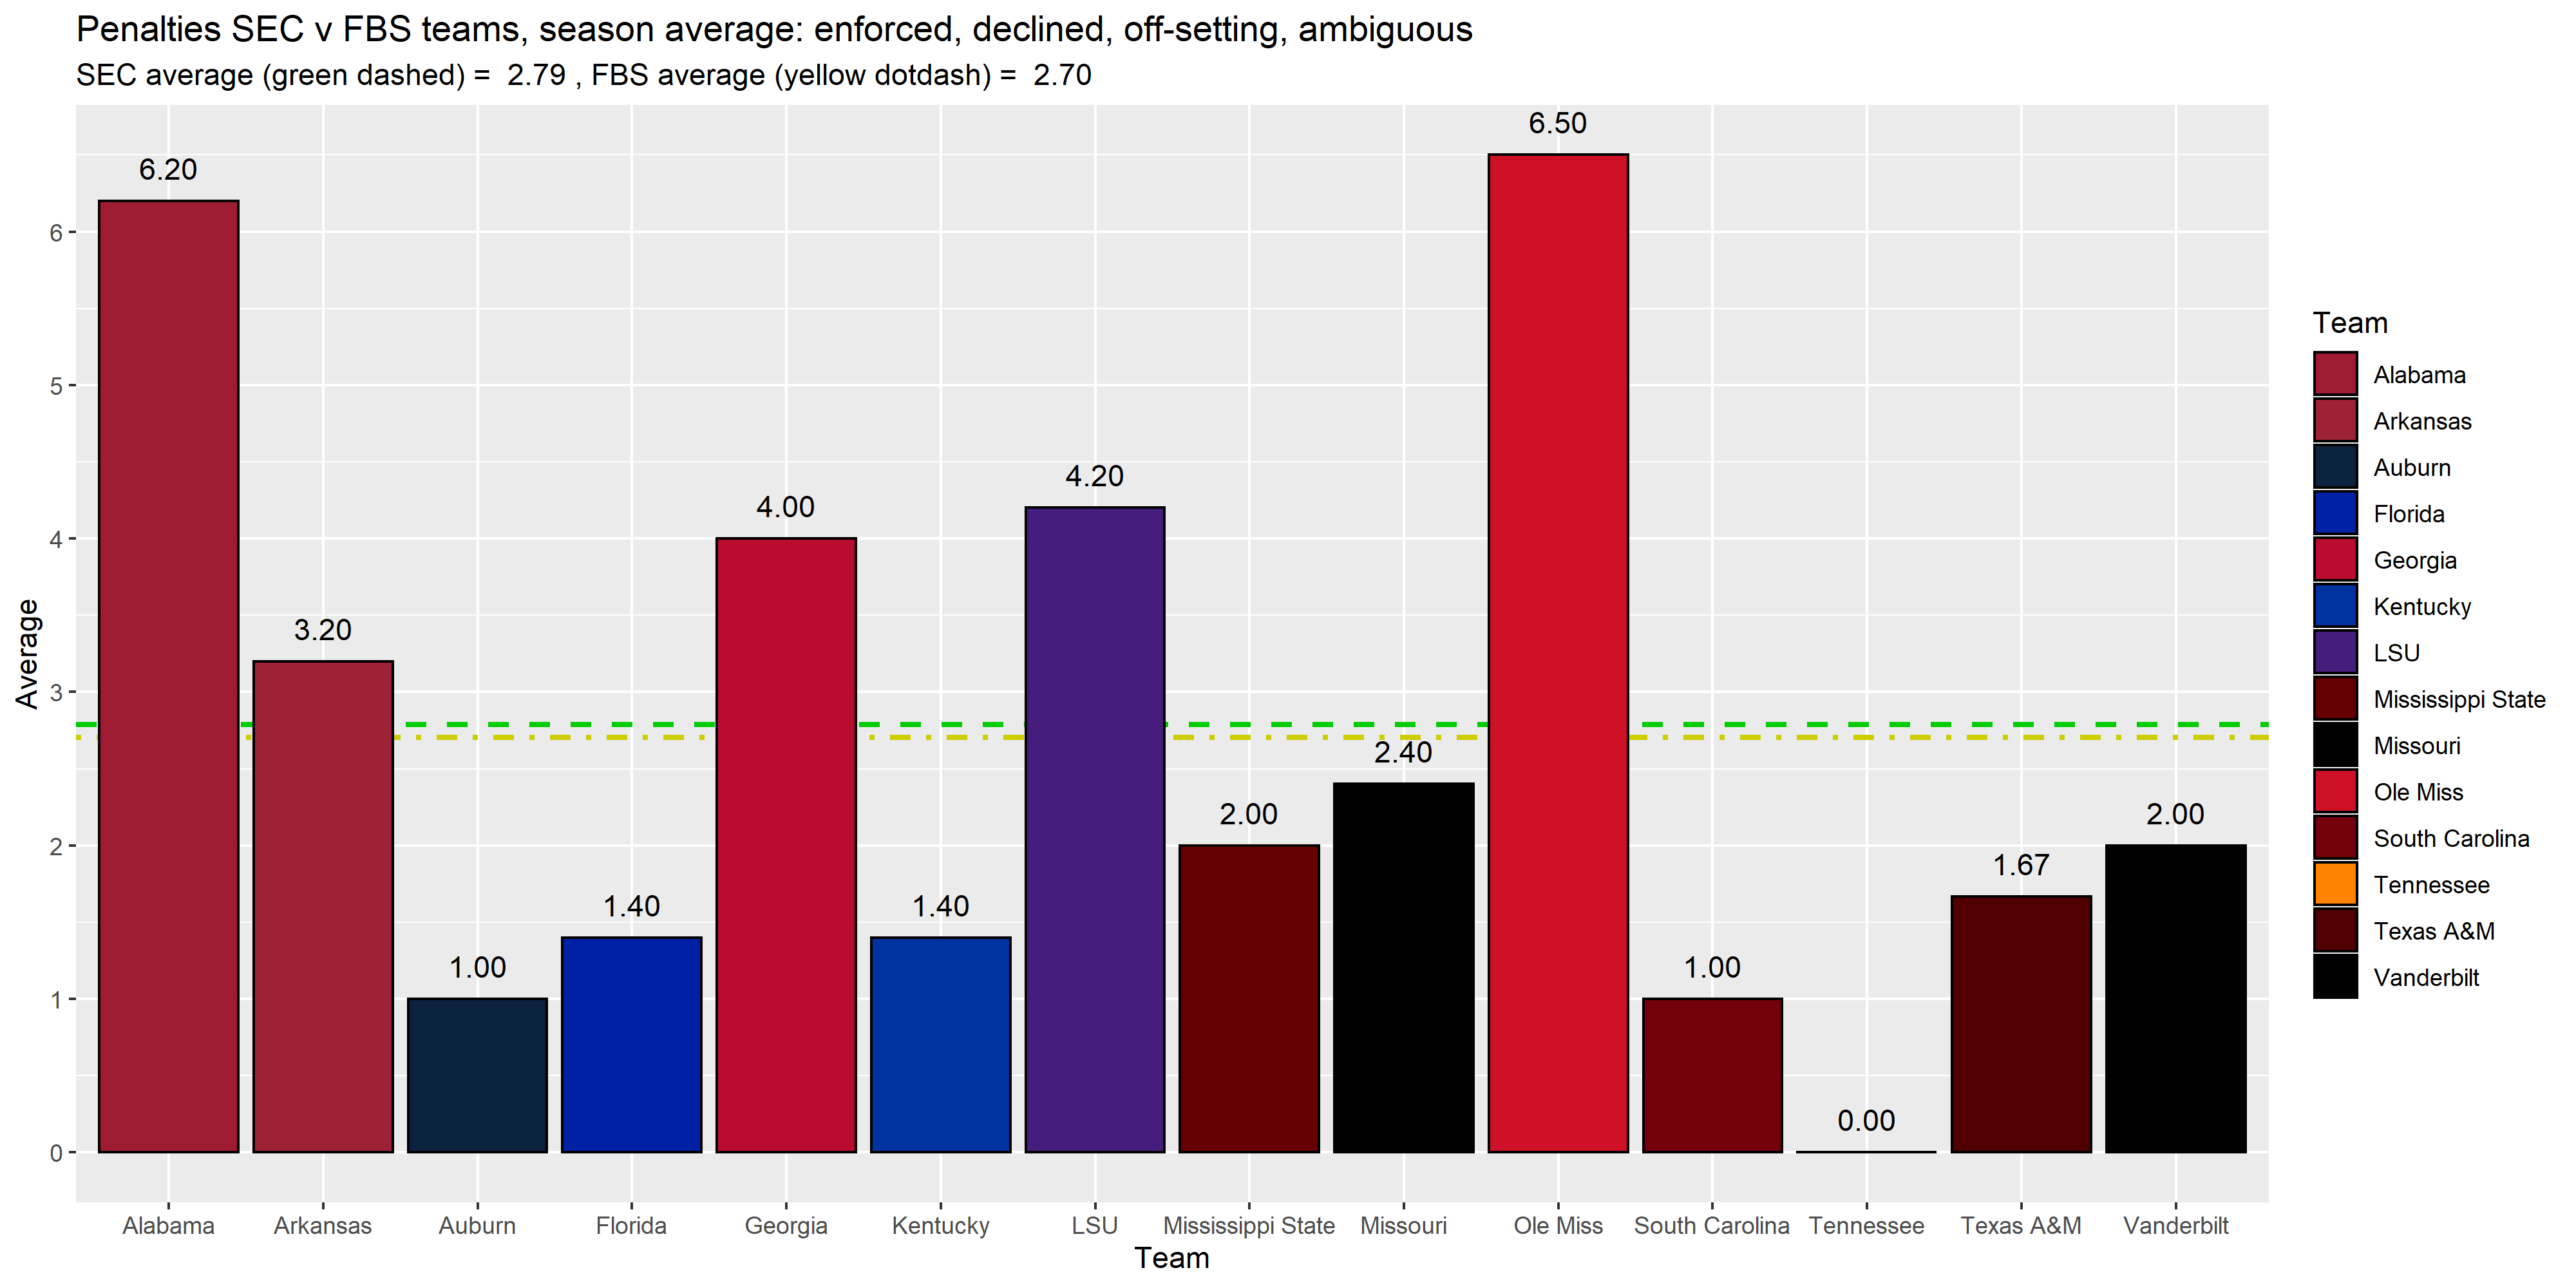 Penalties SEC v FBS teams, season average: enforced, declined, off-setting, ambiguous
SEC average (green dashed) =  2.79 , FBS average (yellow dotdash) =  2.70
Average
6
5
4
3
2
1
0
6.20
3.20
1.00
1.40
4.00
1.40
4.20
2.00
2.40
6.50
1.00
0.00
1.67
2.00
Alabama
Arkansas
Auburn
Florida
Georgia
Kentucky
LSU
Mississippi State
Missouri
Ole Miss
South Carolina
Tennessee
Texas A&M
Vanderbilt
Team
Team
Alabama
Arkansas
Auburn
Florida
Georgia
Kentucky
LSU
Mississippi State
Missouri
Ole Miss
South Carolina
Tennessee
Texas A&M
Vanderbilt